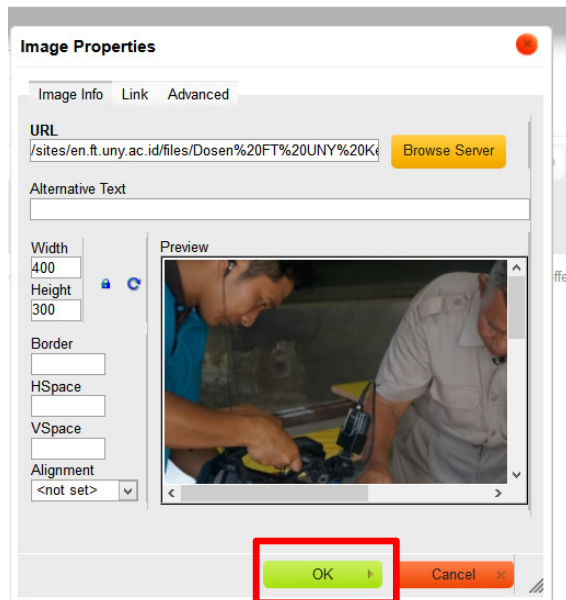 Image Properties
Image Info Link Advanced
URL
/sites/en.ft.uny.ac.id/files/Dosen%20FT%20UNY%20Ke
Browse Server
Alternative Text
Width
400
Height
300
Border
HSpace
VSpace
Alignment
<not set>
Preview
OK
Cancel